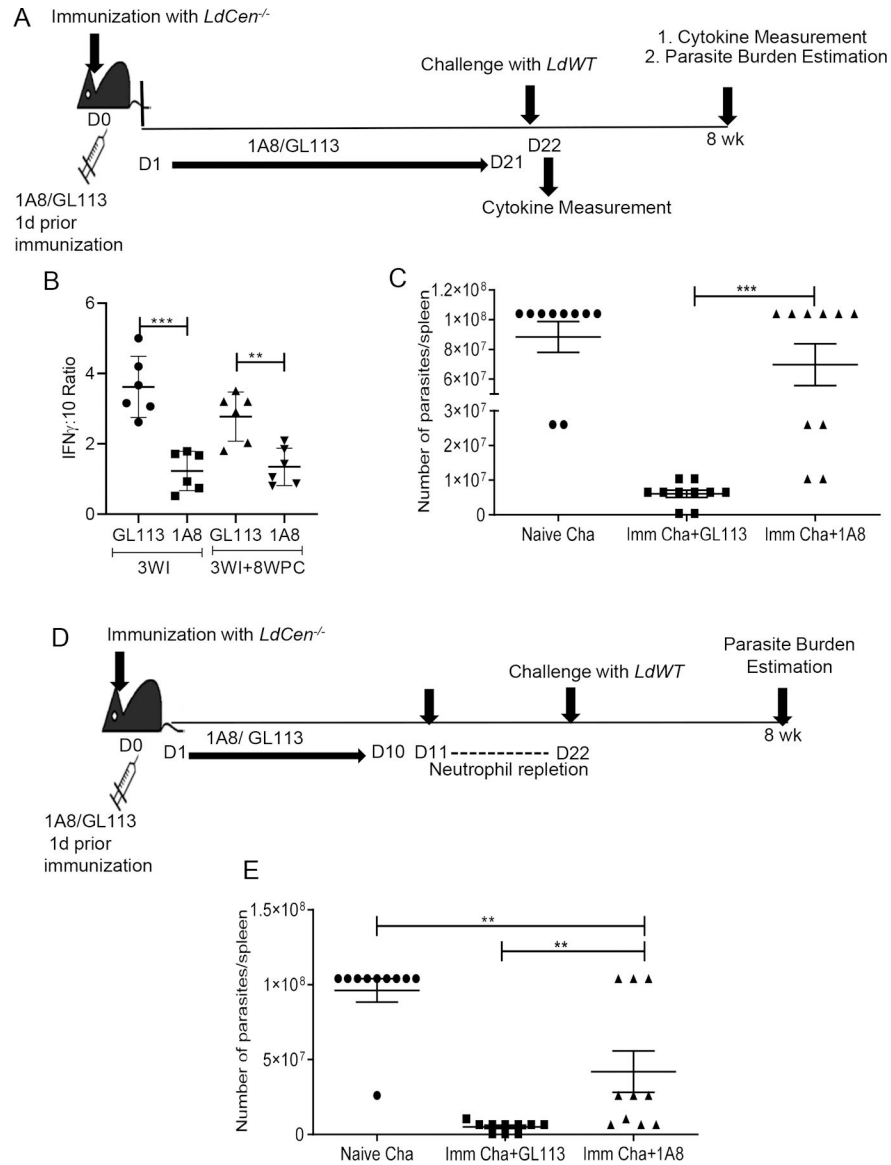 A
Immunization with LdCen-/-
1. Cytokine Measurement
2. Parasite Burden Estimation
Challenge with LdWT
D0
D1
1A8/GL113
D21
D22
8 wk
1A8/GL113
1d prior
immunization
Cytokine Measurement
B
IFNγ:10 Ratio
6
4
2
0
***
**
GL113 1A8 GL113 1A8
3WI 3WI+8WPC
C
Number of parasites/spleen
1.2×10⁸
1×10⁸
8×10⁷
6×10⁷
3×10⁷
2×10⁷
1×10⁷
0
***
Naive Cha Imm Cha+GL113 Imm Cha+1A8
D
Immunization with LdCen-/-
Challenge with LdWT
Parasite Burden
Estimation
D0
D1
1A8/ GL113
D10
D11
D22
8 wk
Neutrophil repletion
1A8/GL113
1d prior
immunization
E
Number of parasites/spleen
1.5×10⁸
1×10⁸
5×10⁷
0
**
**
Naive Cha Imm Cha+GL113 Imm Cha+1A8